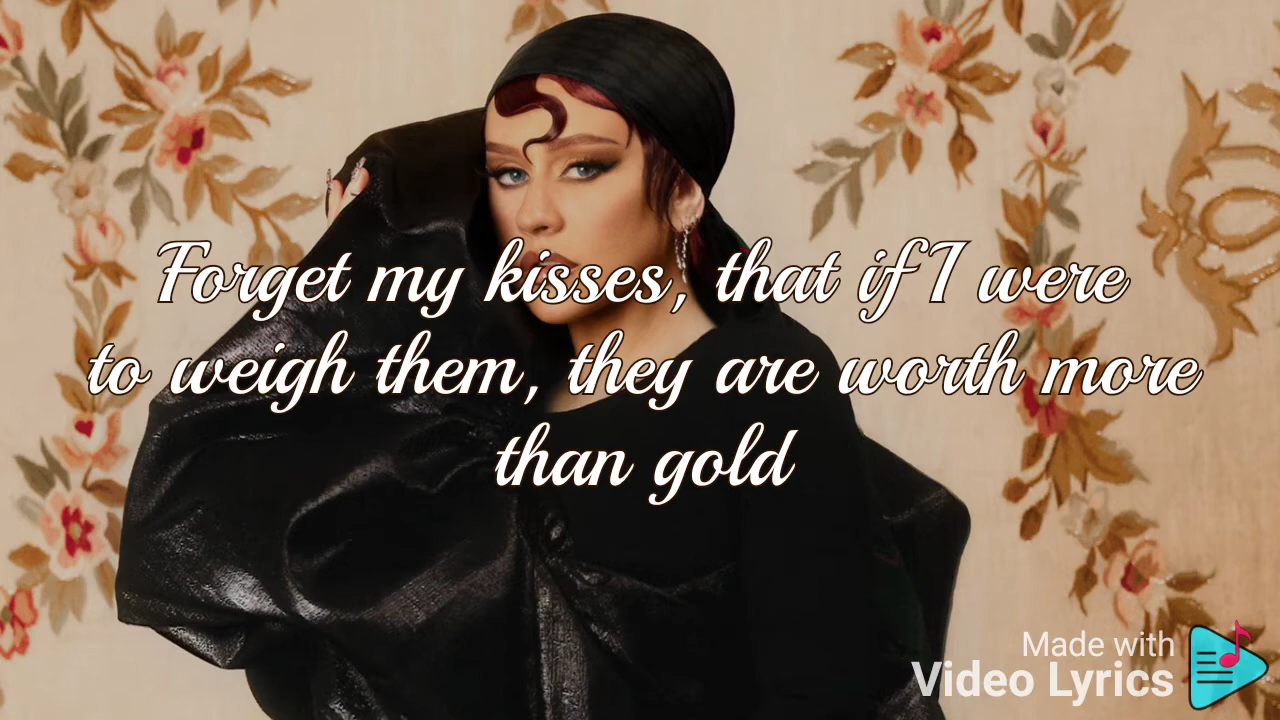 Forget my kisses, that if I were
to weigh them, they are worth more
than gold
Made with
Video Lyrics